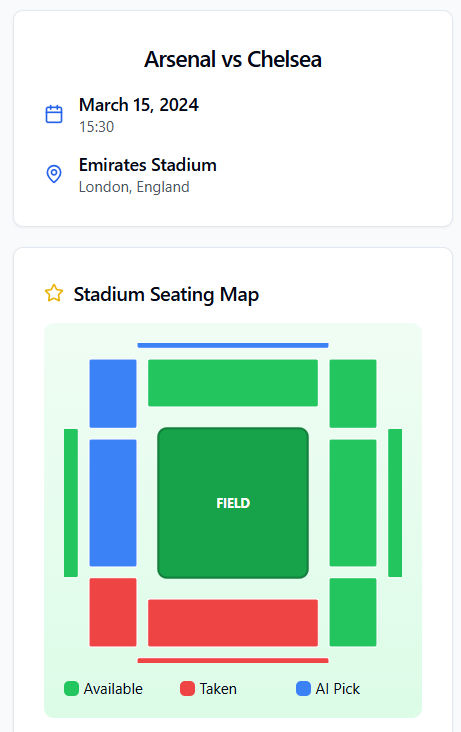 Arsenal vs Chelsea
March 15, 2024
15:30
Emirates Stadium
London, England
Stadium Seating Map
FIELD
Available
Taken
AI Pick